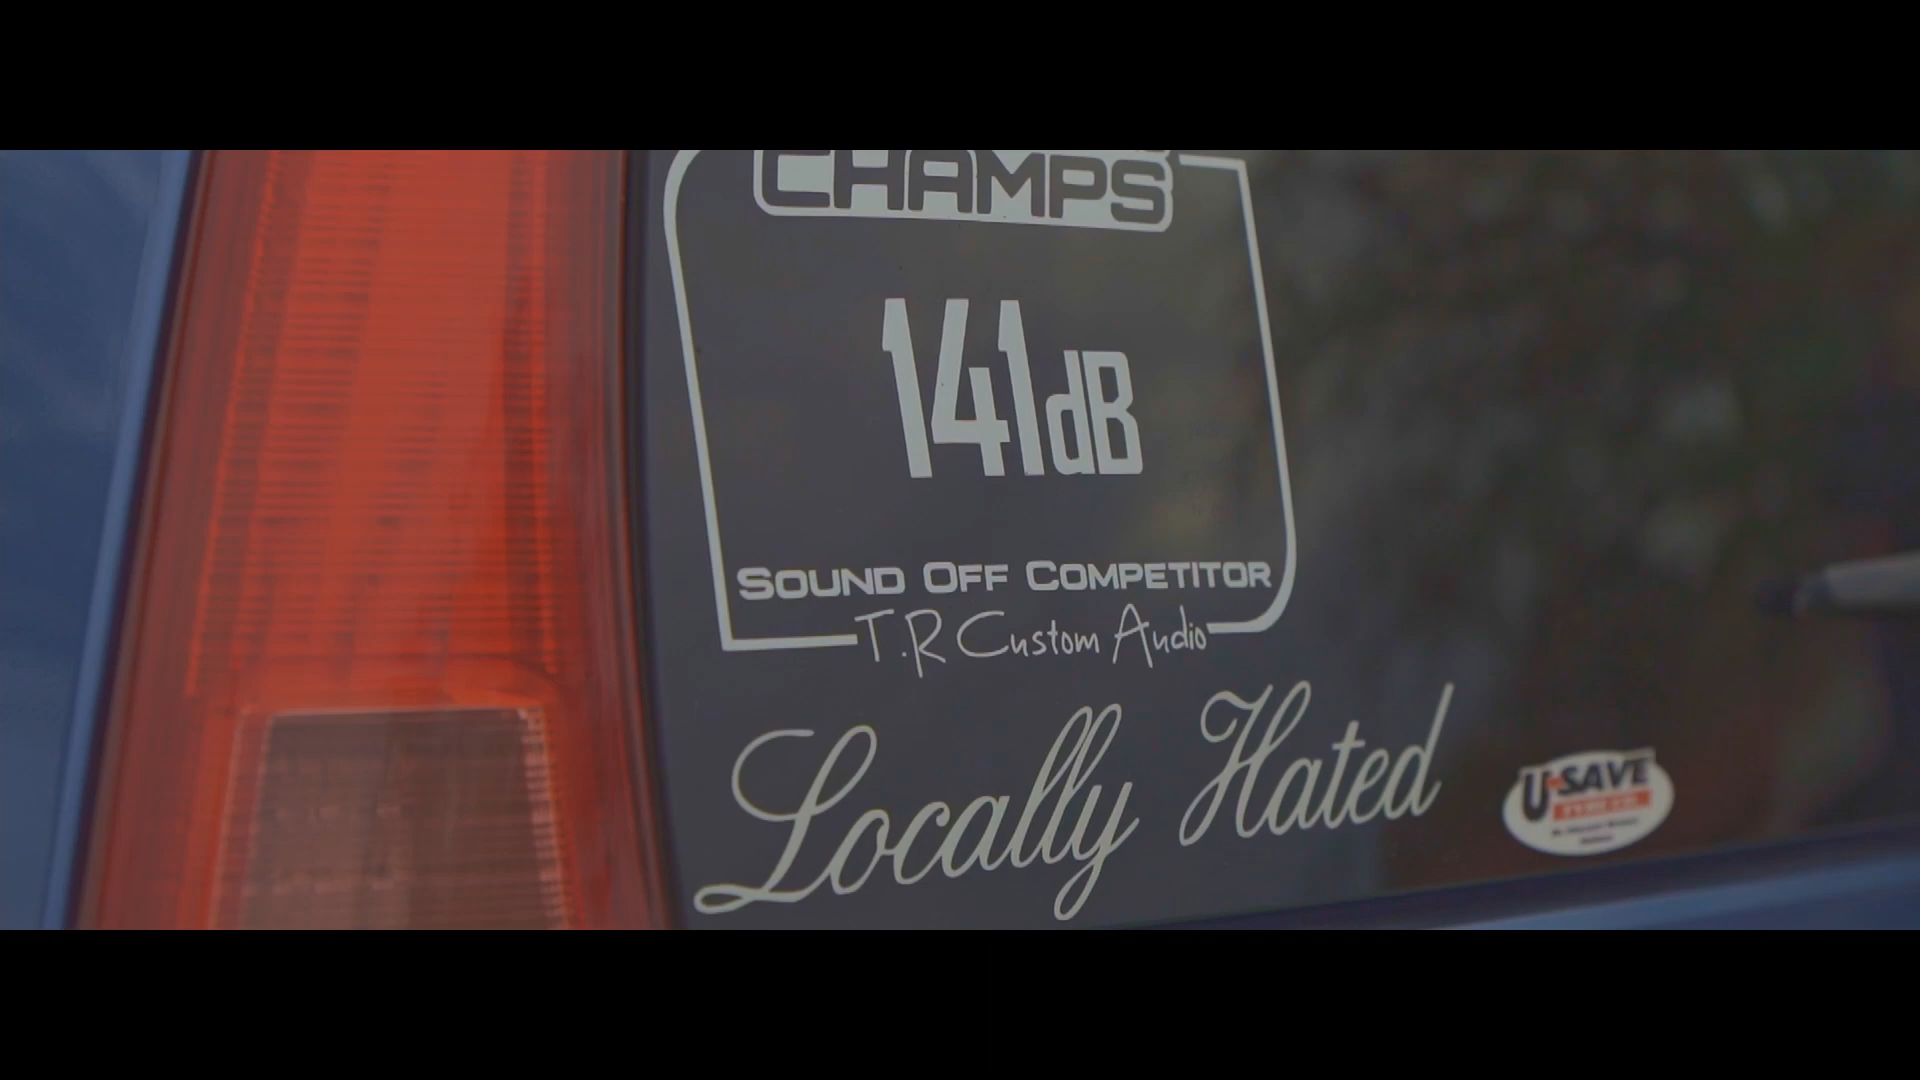 CHAMPS
141dB
SOUND OFF COMPETITOR
T.R Custom Audio
Locally Hated
U-SAVE